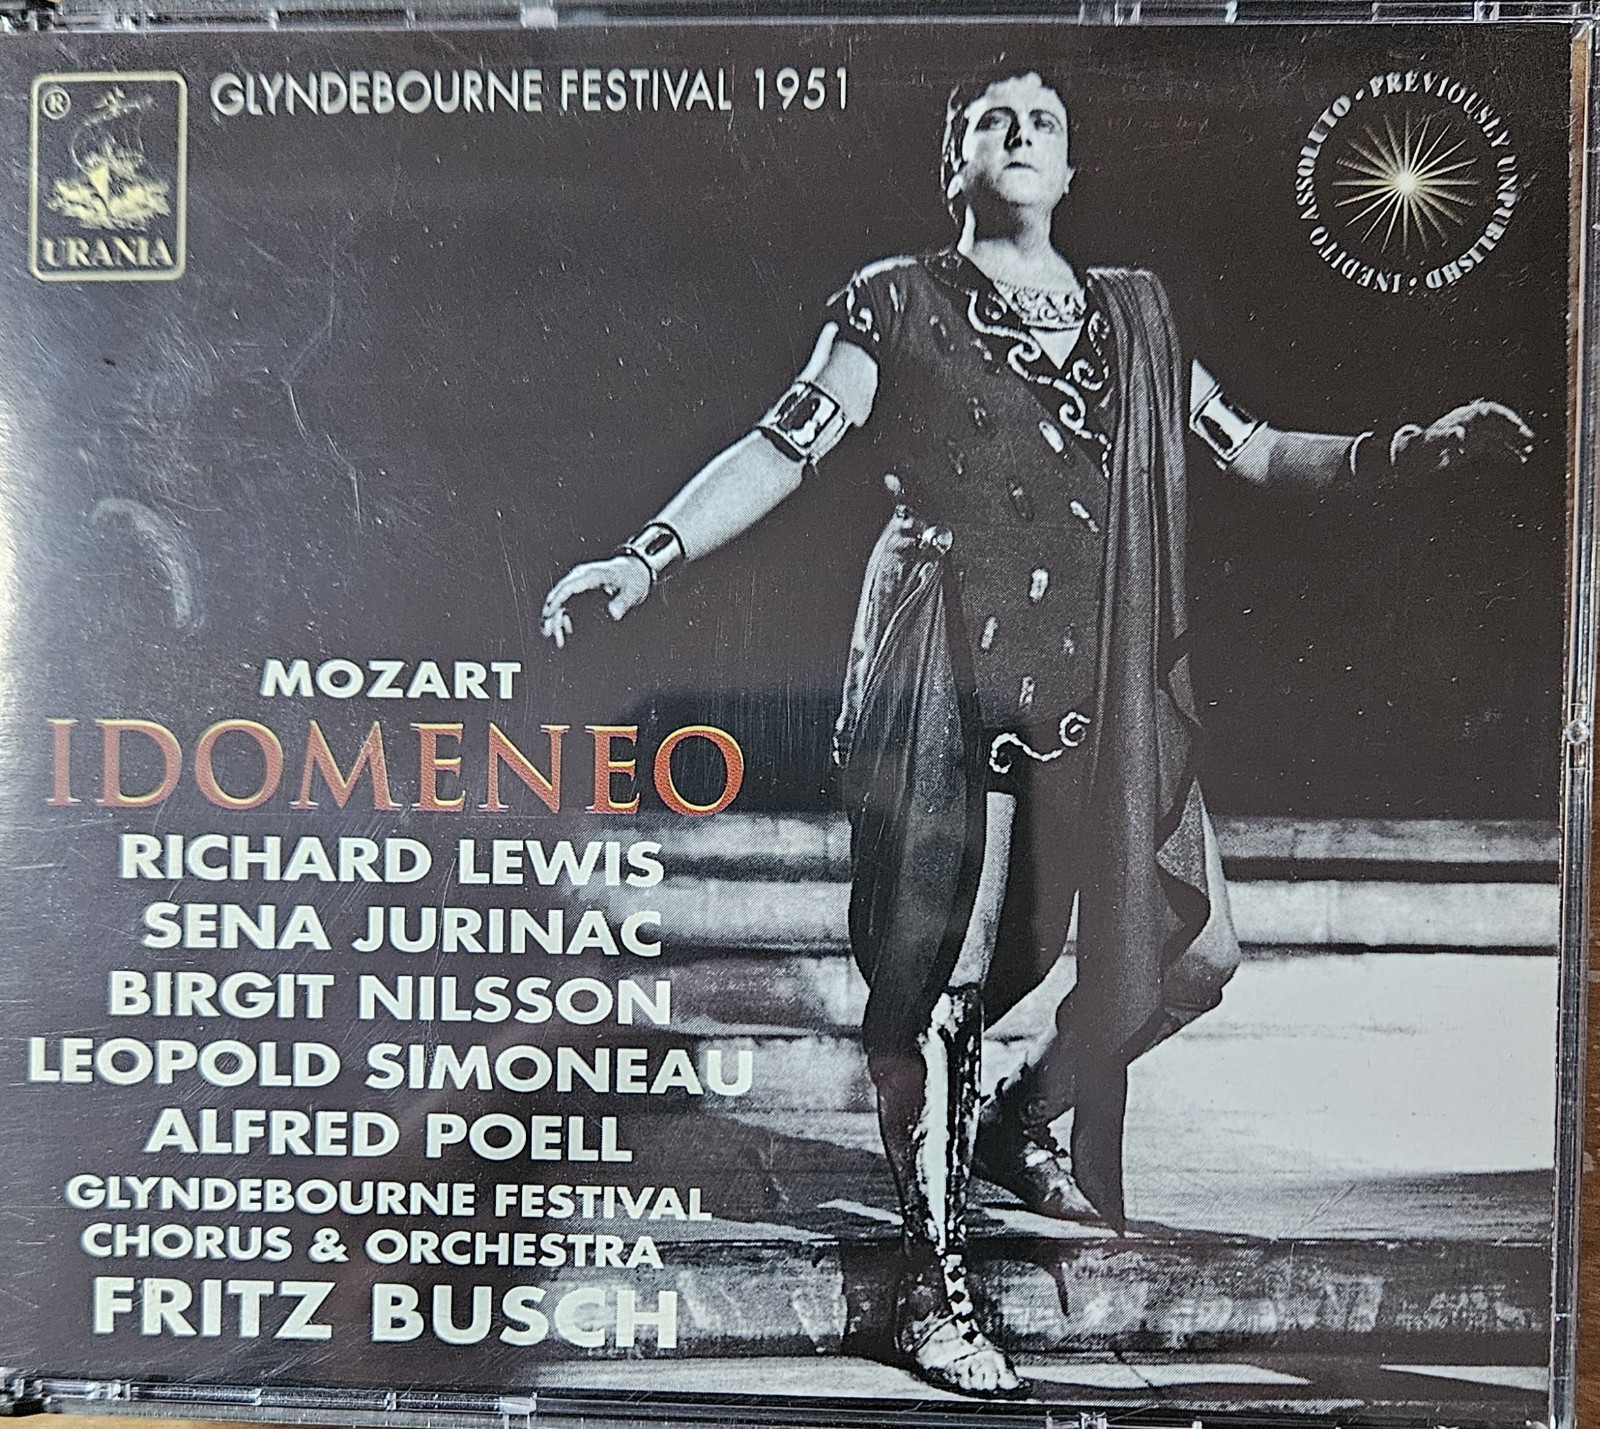 GLYNDEBOURNE FESTIVAL 1951
®
URANIA
INEDITO ASSOLUTO • PREVIOUSLY UNPUBLISHD •
MOZART
IDOMENEO
RICHARD LEWIS
SENA JURINAC
BIRGIT NILSSON
LEOPOLD SIMONEAU
ALFRED POELL
GLYNDEBOURNE FESTIVAL
CHORUS & ORCHESTRA
FRITZ BUSCH